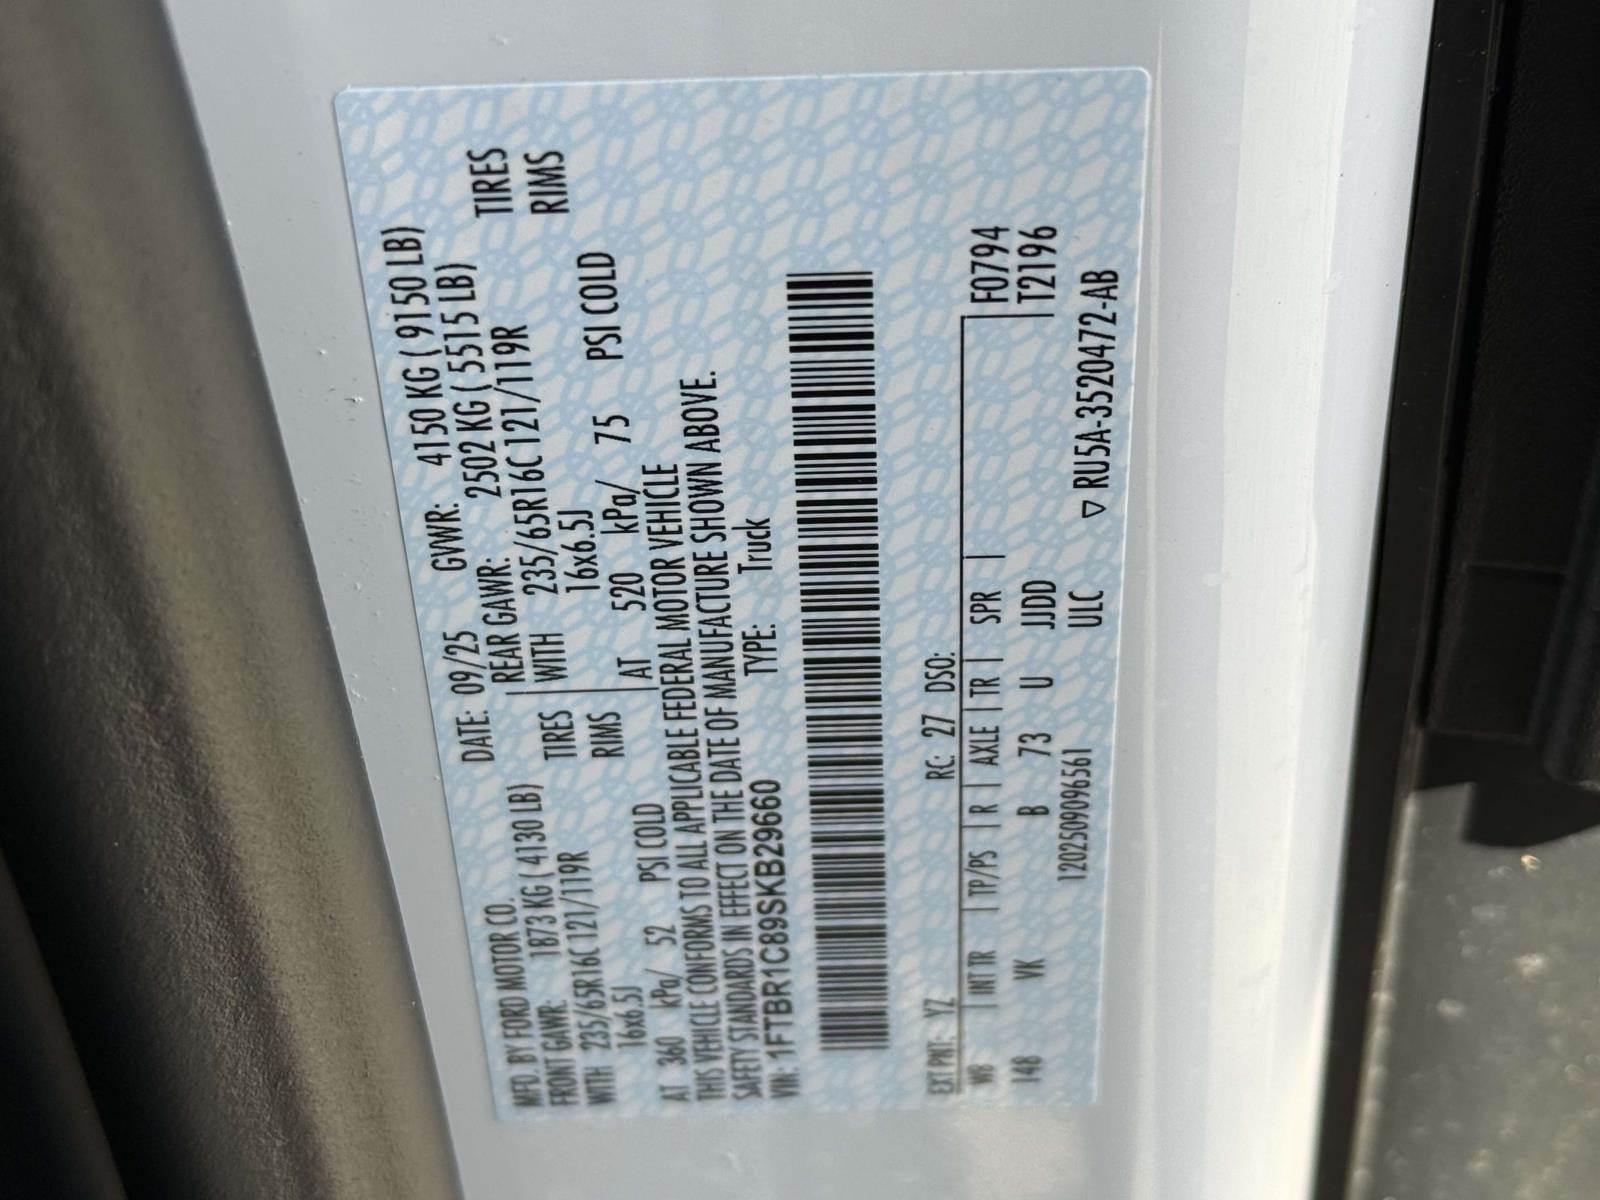 MFD. BY FORD MOTOR CO. DATE: 09/25 GVWR: 4150 KG ( 9150 LB)
FRONT GAWR: 1873 KG ( 4130 LB) REAR GAWR: 2502 KG ( 5515 LB)
WITH 235/65R16C 121/119R TIRES WITH 235/65R16C 121/119R TIRES
16x6.5J RIMS 16x6.5J RIMS
AT 360 kPa/ 52 PSI COLD AT 520 kPa/ 75 PSI COLD
THIS VEHICLE CONFORMS TO ALL APPLICABLE FEDERAL MOTOR VEHICLE
SAFETY STANDARDS IN EFFECT ON THE DATE OF MANUFACTURE SHOWN ABOVE.
VIN: 1FTBR1C89SKB29660 TYPE: Truck
EXT PNT: YZ RC: 27 DSO:
WB INT TR TP/PS R AXLE TR SPR F0794
148 VK B 73 U JJDD T2196
120250909656​1 ULC ▽ RU5A-3520472-AB